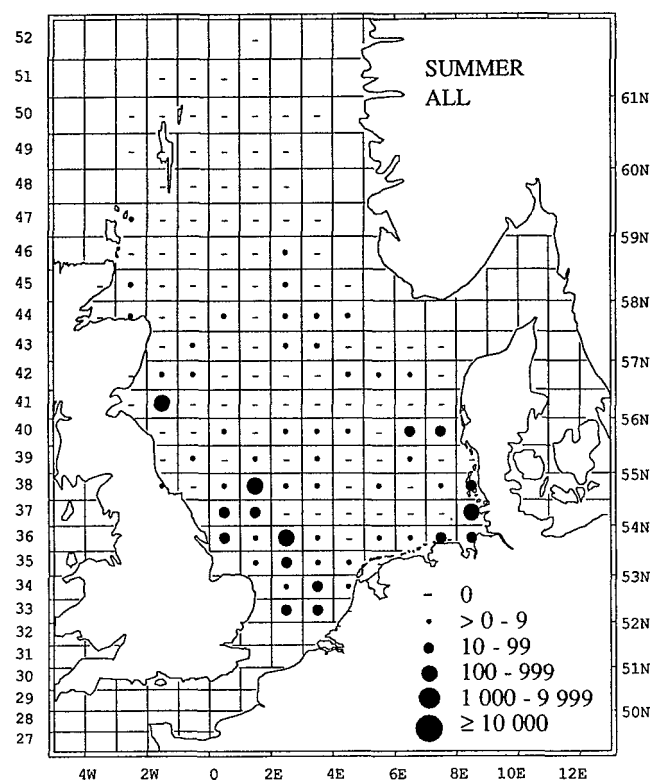 SUMMER
ALL
52
51
50
49
48
47
46
45
44
43
42
41
40
39
38
37
36
35
34
33
32
31
30
29
28
27
61N
60N
59N
58N
57N
56N
55N
54N
53N
52N
51N
50N
- 0
> 0 - 9
10 - 99
100 - 999
1 000 - 9 999
≥ 10 000
4W 2W 0 2E 4E 6E 8E 10E 12E